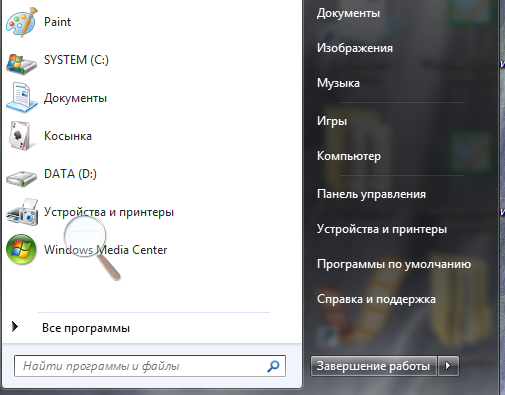 Paint
SYSTEM (C:)
Документы
Косынка
DATA (D:)
Устройства и принтеры
Windows Media Center
Все программы
Найти программы и файлы
Документы
Изображения
Музыка
Игры
Компьютер
Панель управления
Устройства и принтеры
Программы по умолчанию
Справка и поддержка
Завершение работы